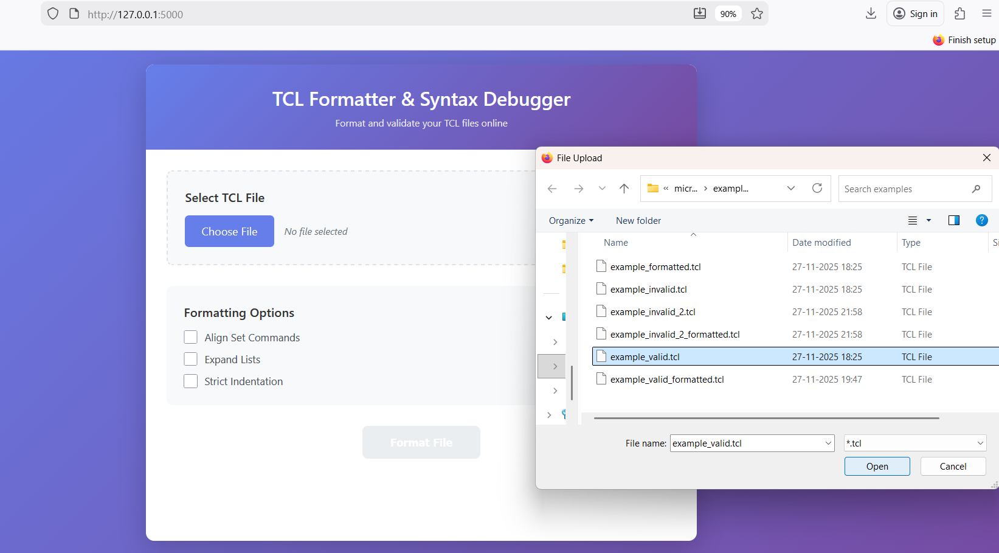 http://127.0.0.1:5000
90%
Sign in
Finish setup
TCL Formatter & Syntax Debugger
Format and validate your TCL files online
Select TCL File
Choose File
No file selected
Formatting Options
Align Set Commands
Expand Lists
Strict Indentation
Format File
File Upload
« micr... › exampl...
Search examples
Organize
New folder
?
Name Date modified Type Si
example_formatted.tcl 27-11-2025 18:25 TCL File
example_invalid.tcl 27-11-2025 18:25 TCL File
example_invalid_2.tcl 27-11-2025 21:58 TCL File
example_invalid_2_formatted.tcl 27-11-2025 21:58 TCL File
example_valid.tcl 27-11-2025 18:25 TCL File
example_valid_formatted.tcl 27-11-2025 19:47 TCL File
File name: example_valid.tcl *.tcl
Open Cancel